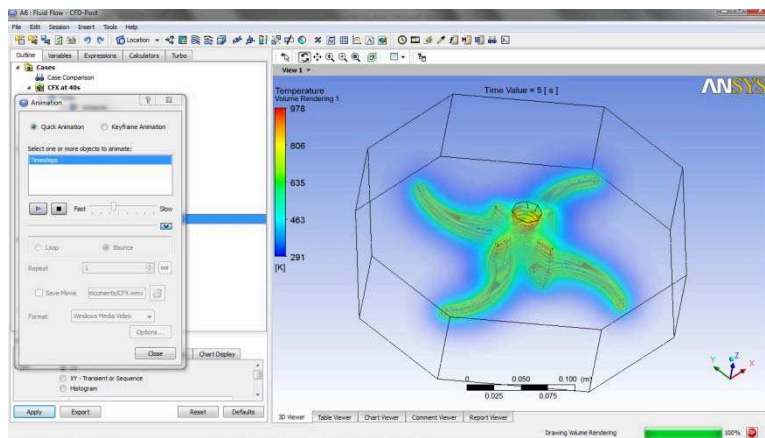 A6 : Fluid Flow - CFD-Post
File Edit Session Insert Tools Help
Location
Outline Variables Expressions Calculators Turbo
Cases
Case Comparison
CFX at 40s
Animation
Quick Animation Keyframe Animation
Select one or more objects to animate:
Timesteps
Fast Slow
Loop Bounce
Repeat 1
Save Movie ocuments/CFX.wmv
Format Windows Media Video
Options...
Close
Chart Display
XY - Transient or Sequence
Histogram
Apply Export Reset Defaults
View 1
Temperature
Volume Rendering 1
Time Value = 5 [ s ]
ANSYS
978
806
635
463
291
[K]
0 0.050 0.100 (m)
0.025 0.075
Y Z X
3D Viewer Table Viewer Chart Viewer Comment Viewer Report Viewer
Drawing Volume Rendering 100%